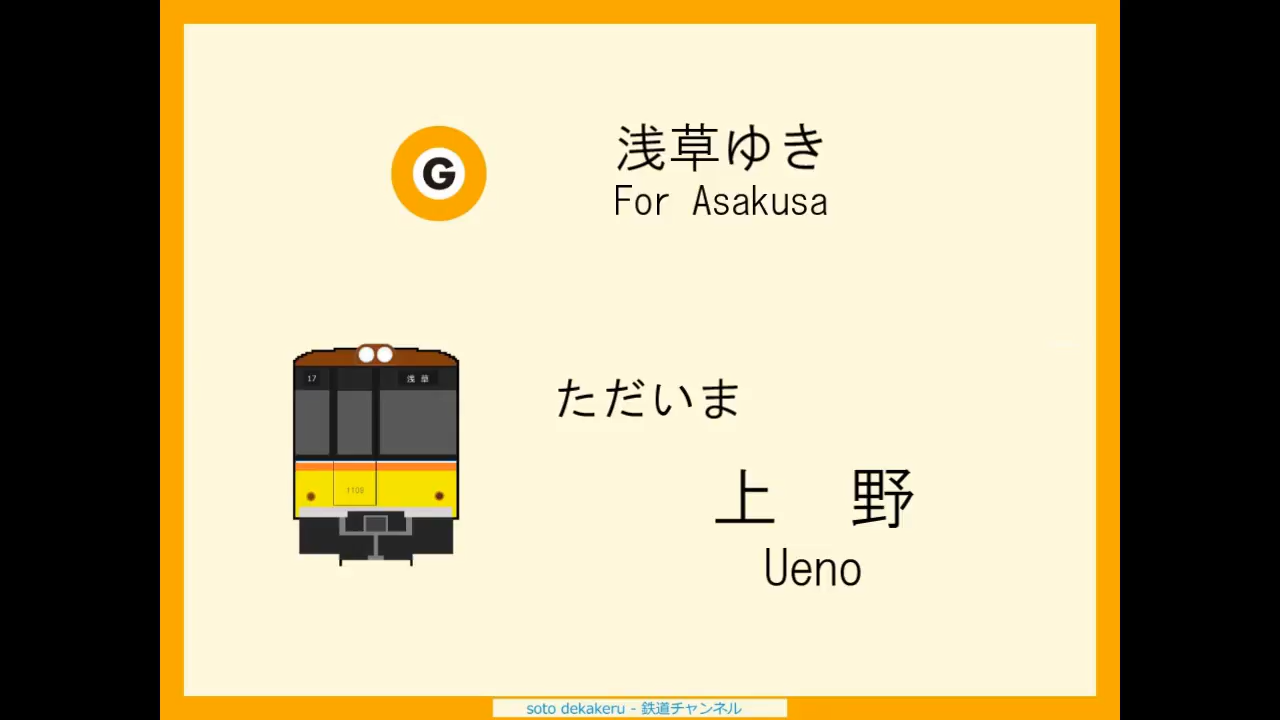 G
浅草ゆき
For Asakusa
17
浅 草
ただいま
1109
上　野
Ueno
soto dekakeru - 鉄道チャンネル